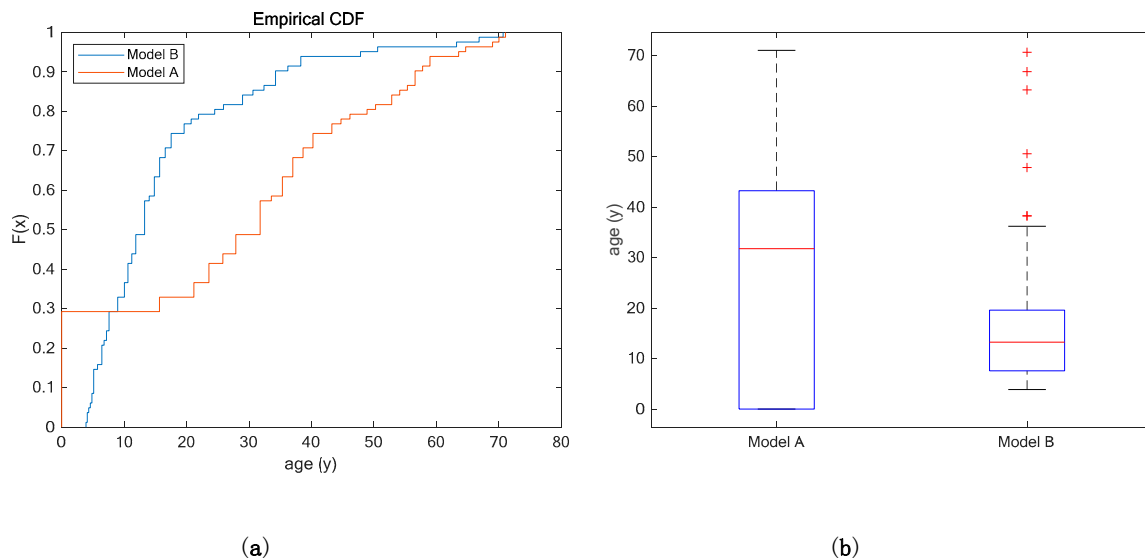 Empirical CDF
Model B
Model A
F(x)
1
0.9
0.8
0.7
0.6
0.5
0.4
0.3
0.2
0.1
0
0 10 20 30 40 50 60 70 80
age (y)
(a)
age (y)
70
60
50
40
30
20
10
0
Model A Model B
(b)